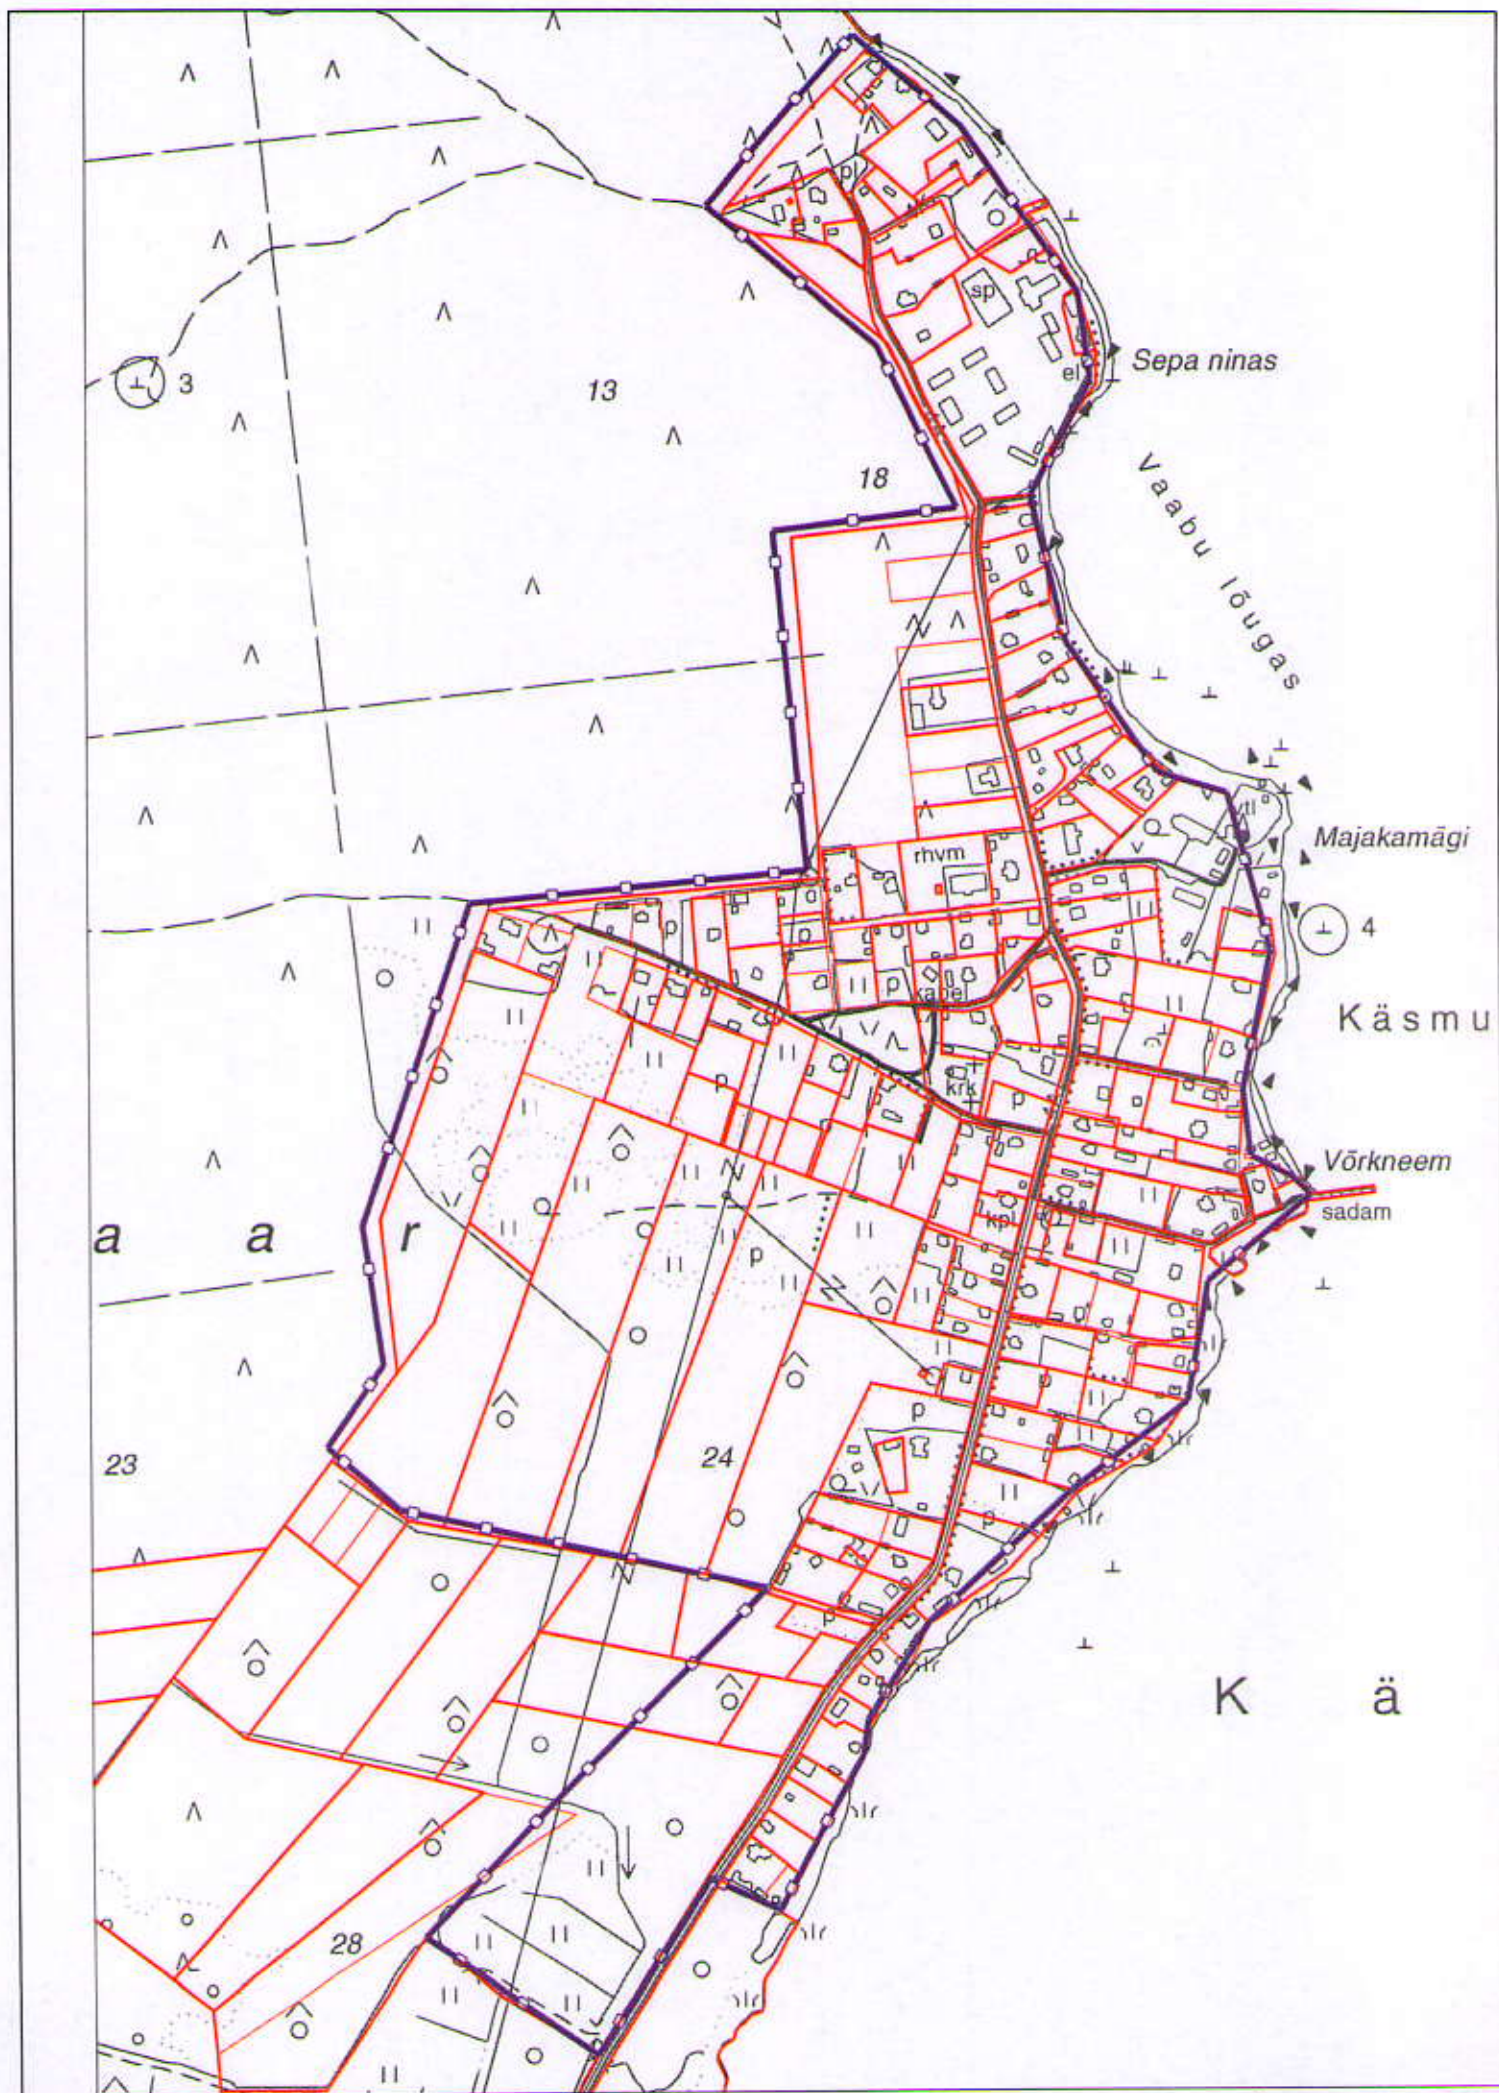 pl
sp
3
13
el
Sepa ninas
18
Vaabu lõugas
tl
Majakamägi
rhvm
p
p
4
p
p
kabel
Käsmu
p
krk
p
Võrkneem
kpl
sadam
a a r
p
p
23
24
p
p
K ä
28